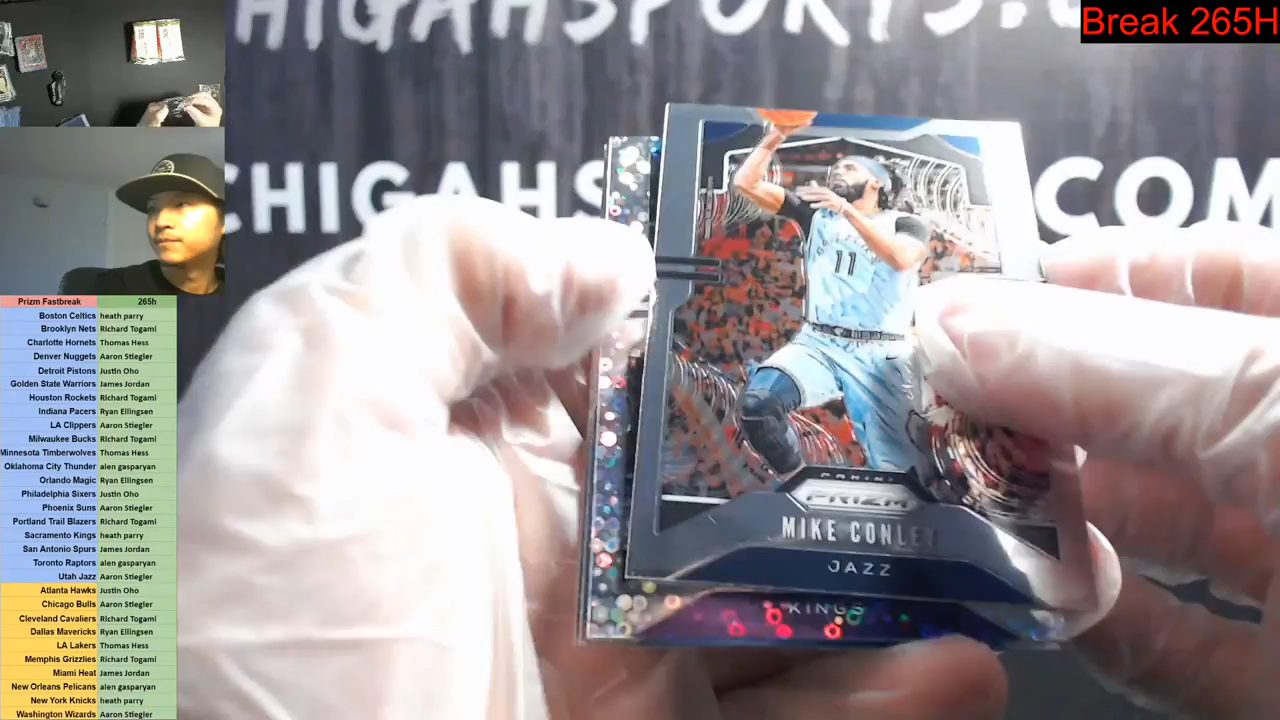 HIGAHSPORTS.C
Break 265H
CHIGAHS
COM
11
PANINI
PRIZM
MIKE CONLEY
JAZZ
KINGS
Prizm Fastbreak 265h
Boston Celtics heath parry
Brooklyn Nets Richard Togami
Charlotte Hornets Thomas Hess
Denver Nuggets Aaron Stiegler
Detroit Pistons Justin Oho
Golden State Warriors James Jordan
Houston Rockets Richard Togami
Indiana Pacers Ryan Ellingsen
LA Clippers Aaron Stiegler
Milwaukee Bucks Richard Togami
Minnesota Timberwolves Thomas Hess
Oklahoma City Thunder alen gasparyan
Orlando Magic Ryan Ellingsen
Philadelphia Sixers Justin Oho
Phoenix Suns Aaron Stiegler
Portland Trail Blazers Richard Togami
Sacramento Kings heath parry
San Antonio Spurs James Jordan
Toronto Raptors alen gasparyan
Utah Jazz Aaron Stiegler
Atlanta Hawks Justin Oho
Chicago Bulls Aaron Stiegler
Cleveland Cavaliers Richard Togami
Dallas Mavericks Ryan Ellingsen
LA Lakers Thomas Hess
Memphis Grizzlies Richard Togami
Miami Heat James Jordan
New Orleans Pelicans alen gasparyan
New York Knicks heath parry
Washington Wizards Aaron Stiegler